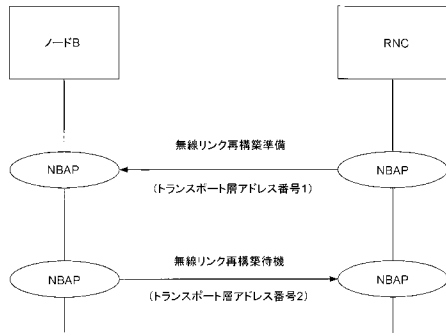 ノードB
RNC
無線リンク再構築準備
NBAP
NBAP
(トランスポート層アドレス番号1)
無線リンク再構築待機
NBAP
NBAP
(トランスポート層アドレス番号2)